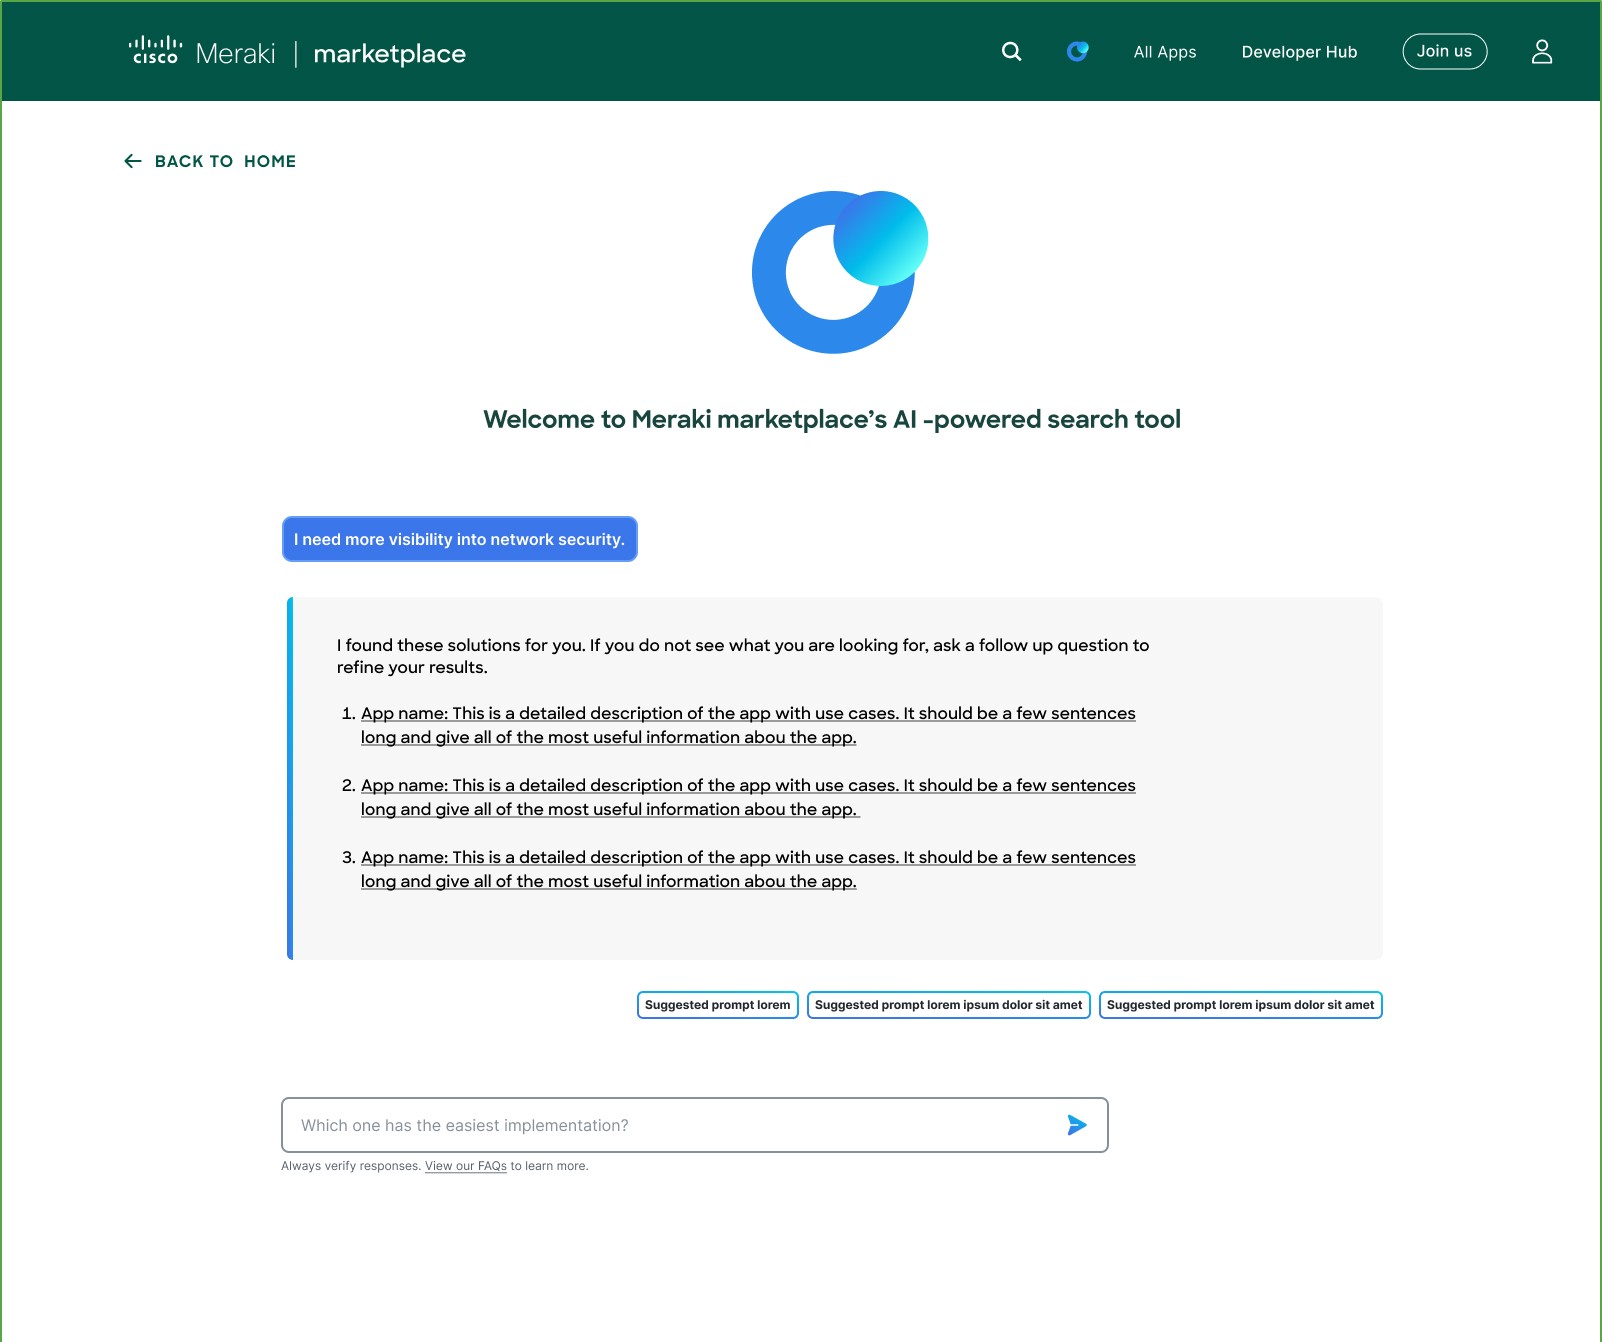 cisco Meraki | marketplace
All Apps
Developer Hub
Join us
BACK TO HOME
Welcome to Meraki marketplace’s AI -powered search tool
I need more visibility into network security.
I found these solutions for you. If you do not see what you are looking for, ask a follow up question to
refine your results.
1. App name: This is a detailed description of the app with use cases. It should be a few sentences
long and give all of the most useful information abou the app.
2. App name: This is a detailed description of the app with use cases. It should be a few sentences
long and give all of the most useful information abou the app.
3. App name: This is a detailed description of the app with use cases. It should be a few sentences
long and give all of the most useful information abou the app.
Suggested prompt lorem
Suggested prompt lorem ipsum dolor sit amet
Suggested prompt lorem ipsum dolor sit amet
Which one has the easiest implementation?
Always verify responses. View our FAQs to learn more.